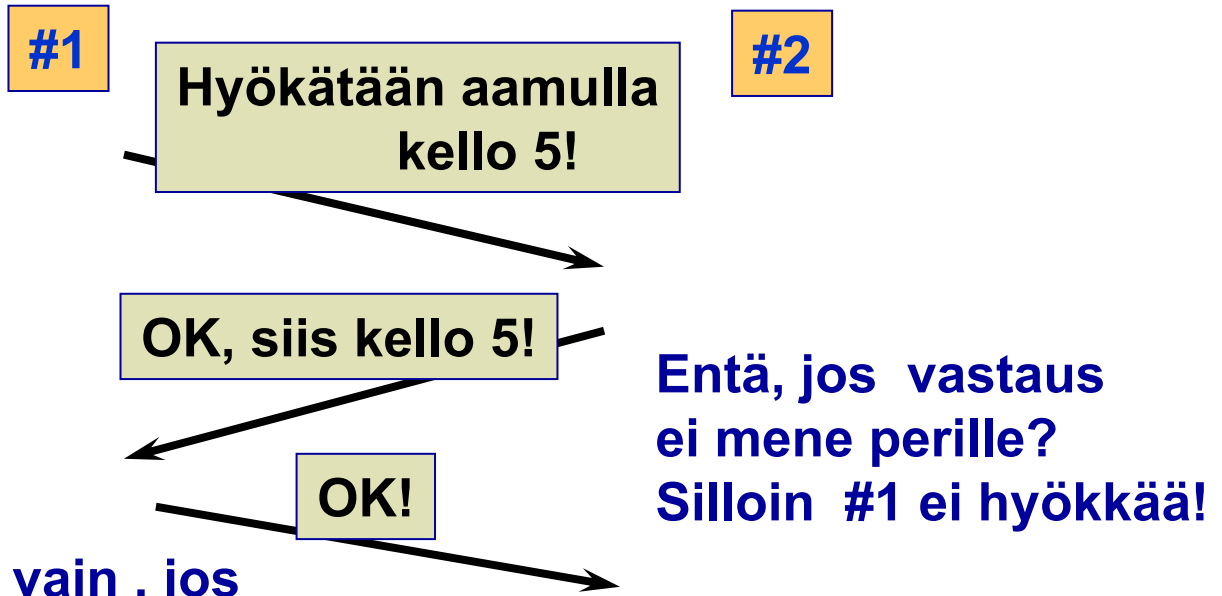 #1
#2
Hyökätään aamulla
kello 5!
OK, siis kello 5!
Entä, jos vastaus
ei mene perille?
Silloin #1 ei hyökkää!
OK!
vain , jos